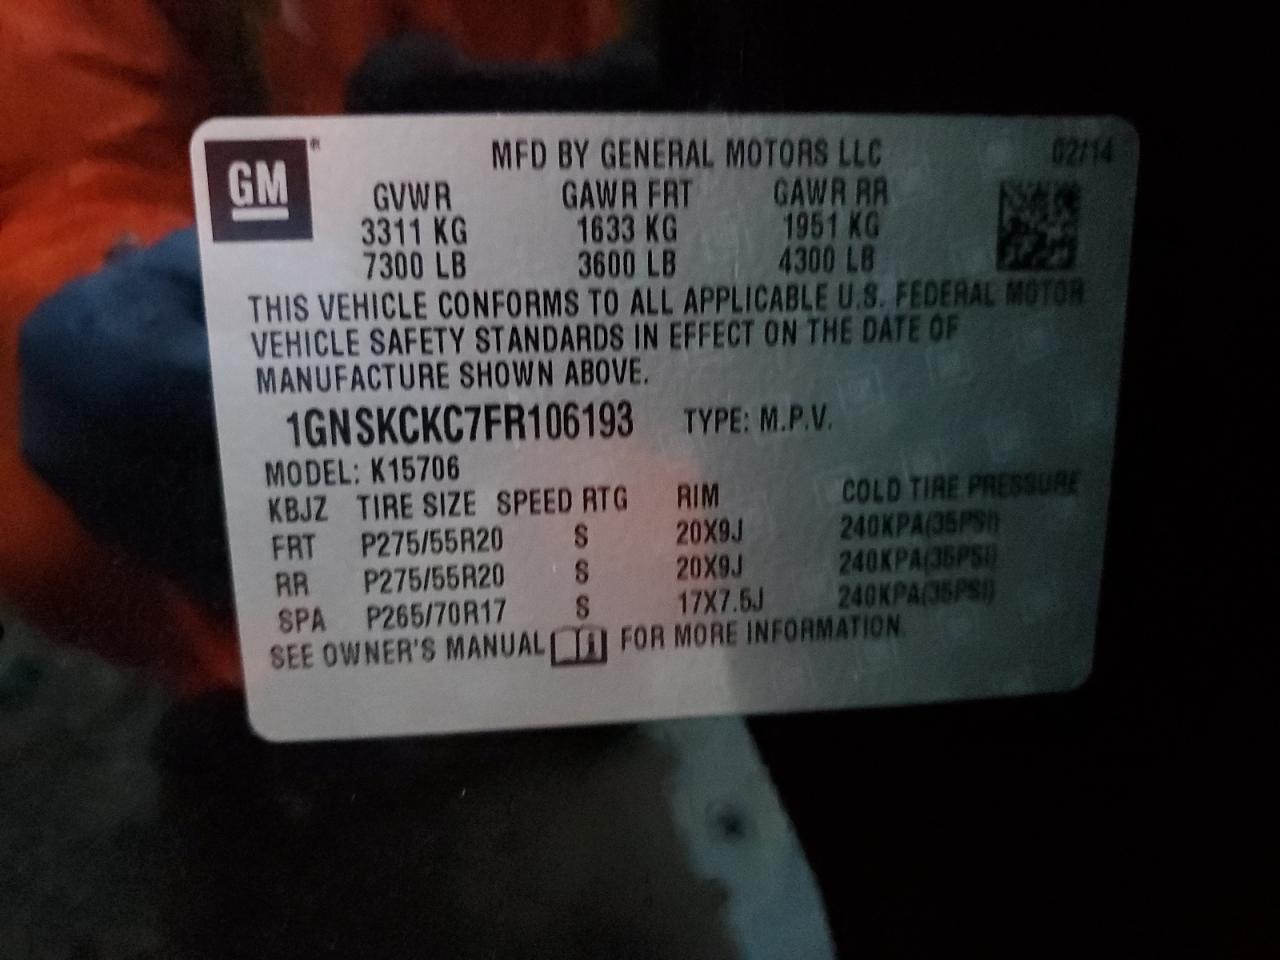 GM
MFD BY GENERAL MOTORS LLC 02/14
GVWR GAWR FRT GAWR RR
3311 KG 1633 KG 1951 KG
7300 LB 3600 LB 4300 LB
THIS VEHICLE CONFORMS TO ALL APPLICABLE U.S. FEDERAL MOTOR
VEHICLE SAFETY STANDARDS IN EFFECT ON THE DATE OF
MANUFACTURE SHOWN ABOVE.
1GNSKCKC7FR106193 TYPE: M.P.V.
MODEL: K15706
KBJZ TIRE SIZE SPEED RTG RIM COLD TIRE PRESSURE
FRT P275/55R20 S 20X9J 240KPA(35PSI)
RR P275/55R20 S 20X9J 240KPA(35PSI)
SPA P265/70R17 S 17X7.5J 240KPA(35PSI)
SEE OWNER'S MANUAL FOR MORE INFORMATION.